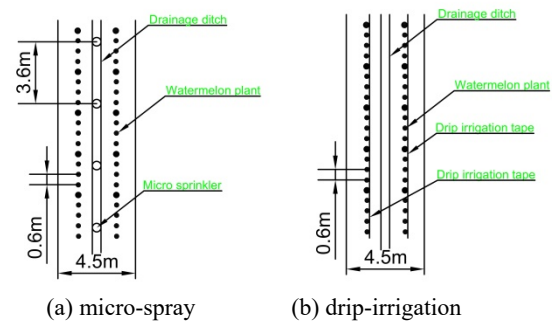 Drainage ditch
3.6m
Watermelon plant
Micro sprinkler
0.6m
4.5m
(a) micro-spray
Drainage ditch
Watermelon plant
Drip irrigation tape
Drip irrigation tape
0.6m
4.5m
(b) drip-irrigation